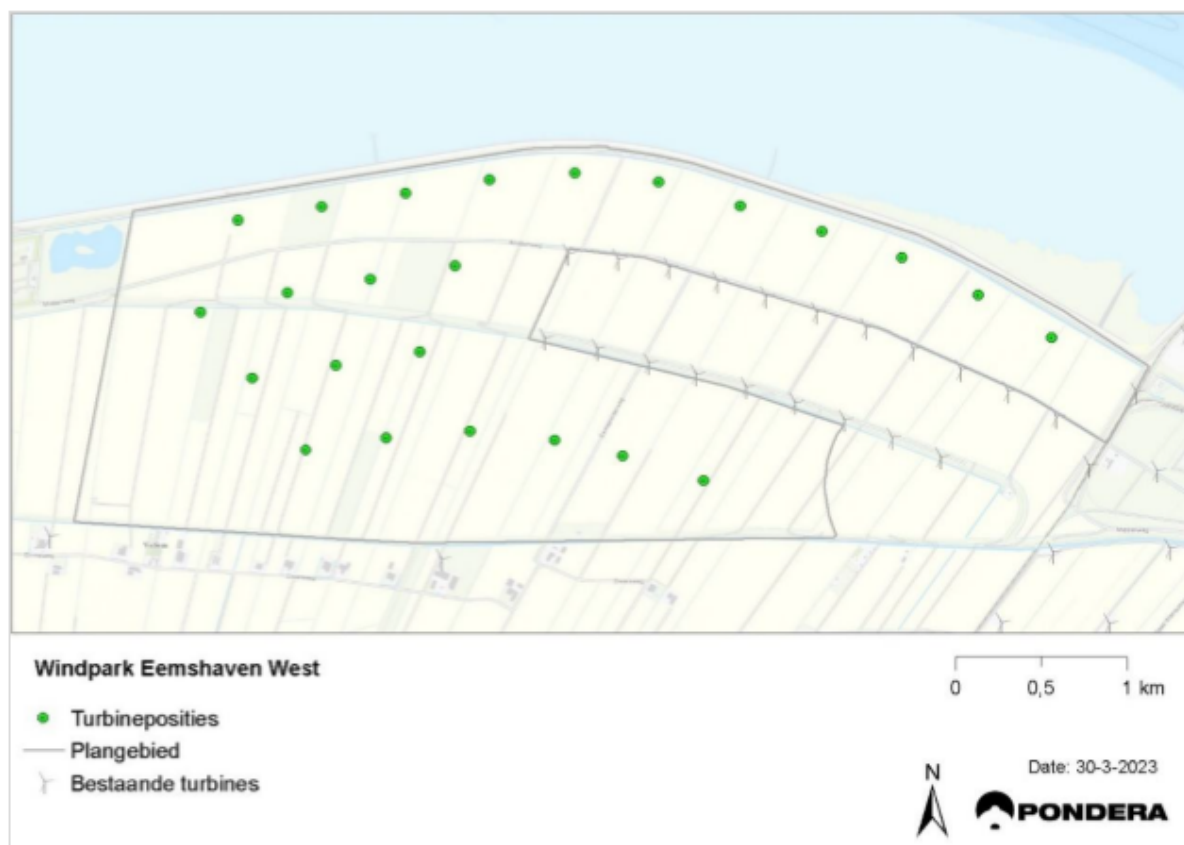 Windpark Eemshaven West
Turbineposities
Plangebied
Bestaande turbines
0 0,5 1 km
N
Date: 30-3-2023
PONDERA